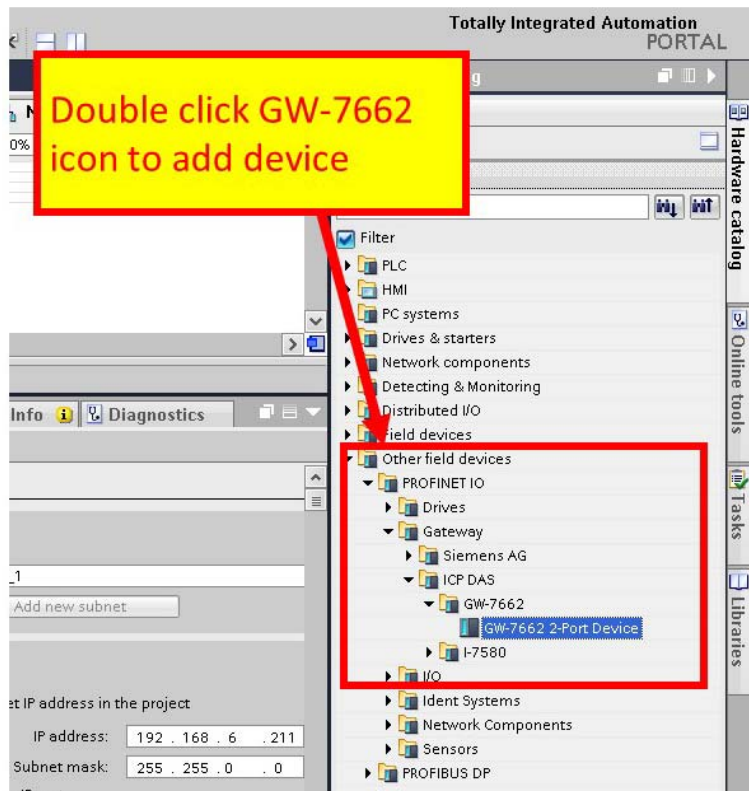 Totally Integrated Automation
PORTAL
Double click GW-7662
icon to add device
0%
Filter
PLC
HMI
PC systems
Drives & starters
Network components
Detecting & Monitoring
Distributed I/O
Field devices
Other field devices
PROFINET IO
Drives
Gateway
Siemens AG
ICP DAS
GW-7662
GW-7662 2-Port Device
I-7580
I/O
Ident Systems
Network Components
Sensors
PROFIBUS DP
Info
Diagnostics
_1
Add new subnet
et IP address in the project
IP address: 192 . 168 . 6 . 211
Subnet mask: 255 . 255 . 0 . 0
Hardware catalog
Online tools
Tasks
Libraries